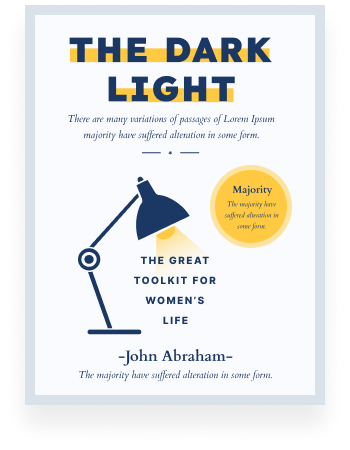 THE DARK
LIGHT
There are many variations of passages of Lorem Ipsum
majority have suffered alteration in some form.
Majority
The majority have
suffered alteration in
some form
THE GREAT
TOOLKIT FOR
WOMEN'S
LIFE
-John Abraham-
The majority have suffered alteration in some form.